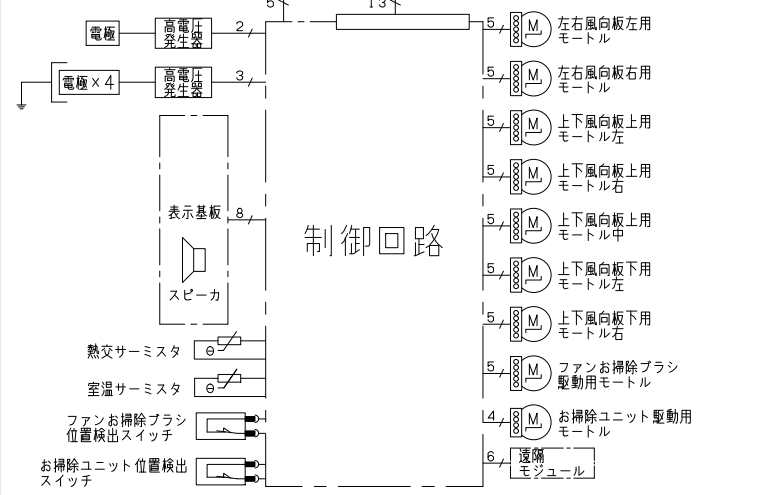 5
13
電極
高電圧
発生器
2
電極×4
高電圧
発生器
3
表示基板
8
スピーカ
熱交サーミスタ
θ
室温サーミスタ
θ
ファンお掃除ブラシ
位置検出スイッチ
お掃除ユニット位置検出
スイッチ
制御回路
5
M
左右風向板左用
モートル
5
M
左右風向板右用
モートル
5
M
上下風向板上用
モートル左
5
M
上下風向板上用
モートル右
5
M
上下風向板上用
モートル中
5
M
上下風向板下用
モートル左
5
M
上下風向板下用
モートル右
5
M
ファンお掃除ブラシ
駆動用モートル
4
M
お掃除ユニット駆動用
モートル
6
遠隔
モジュール